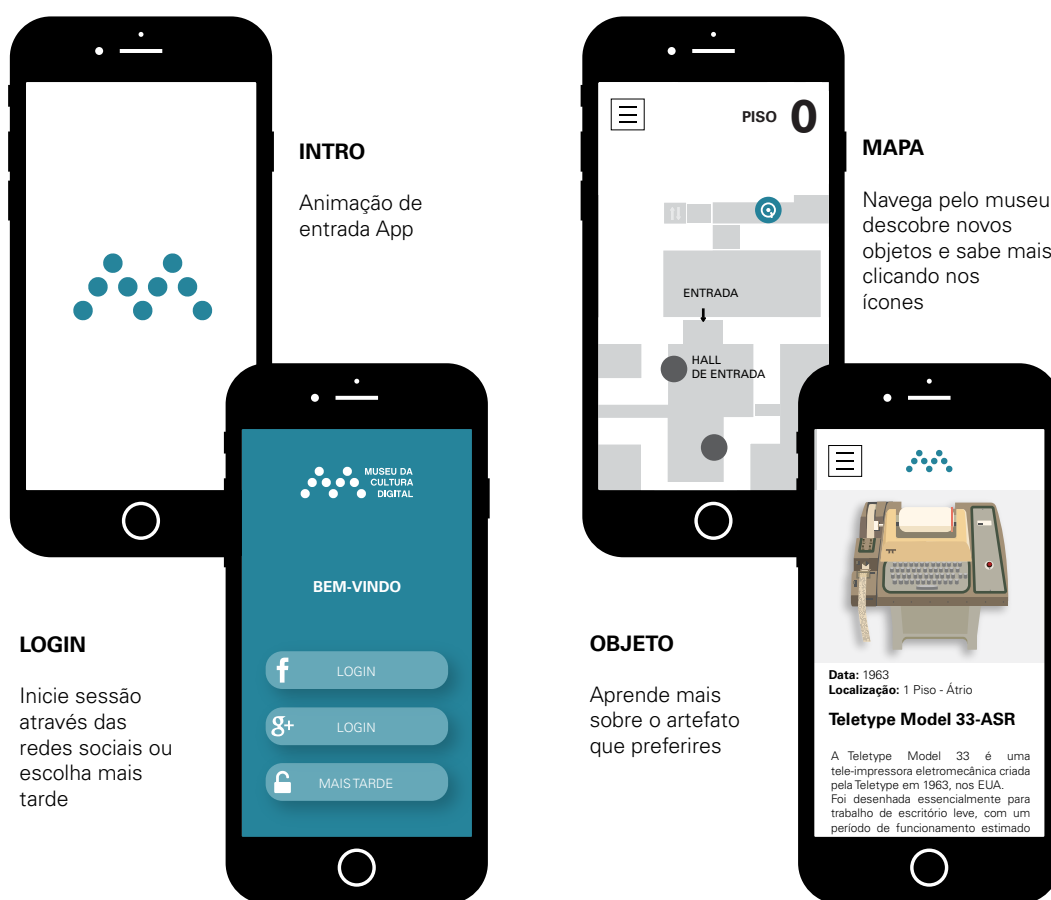 INTRO
Animação de
entrada App
MUSEU DA
CULTURA
DIGITAL
BEM-VINDO
f LOGIN
g+ LOGIN
MAIS TARDE
LOGIN
Inicie sessão
através das
redes sociais ou
escolha mais
tarde
PISO 0
ENTRADA
HALL
DE ENTRADA
MAPA
Navega pelo museu
descobre novos
objetos e sabe mais
clicando nos
ícones
OBJETO
Aprende mais
sobre o artefato
que preferires
Data: 1963
Localização: 1 Piso - Átrio
Teletype Model 33-ASR
A Teletype Model 33 é uma
tele-impressora eletromecânica criada
pela Teletype em 1963, nos EUA.
Foi desenhada essencialmente para
trabalho de escritório leve, com um
período de funcionamento estimado